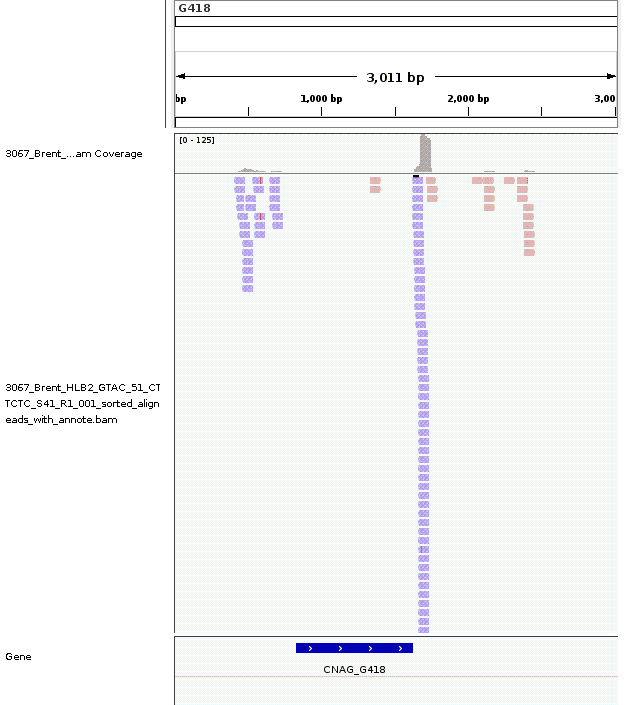 G418
3,011 bp
bp 1,000 bp 2,000 bp 3,00
[0 - 125]
3067_Brent_...am Coverage
3067_Brent_HLB2_GTAC_51_CT
TCTC_S41_R1_001_sorted_align
eads_with_annote.bam
Gene
CNAG_G418